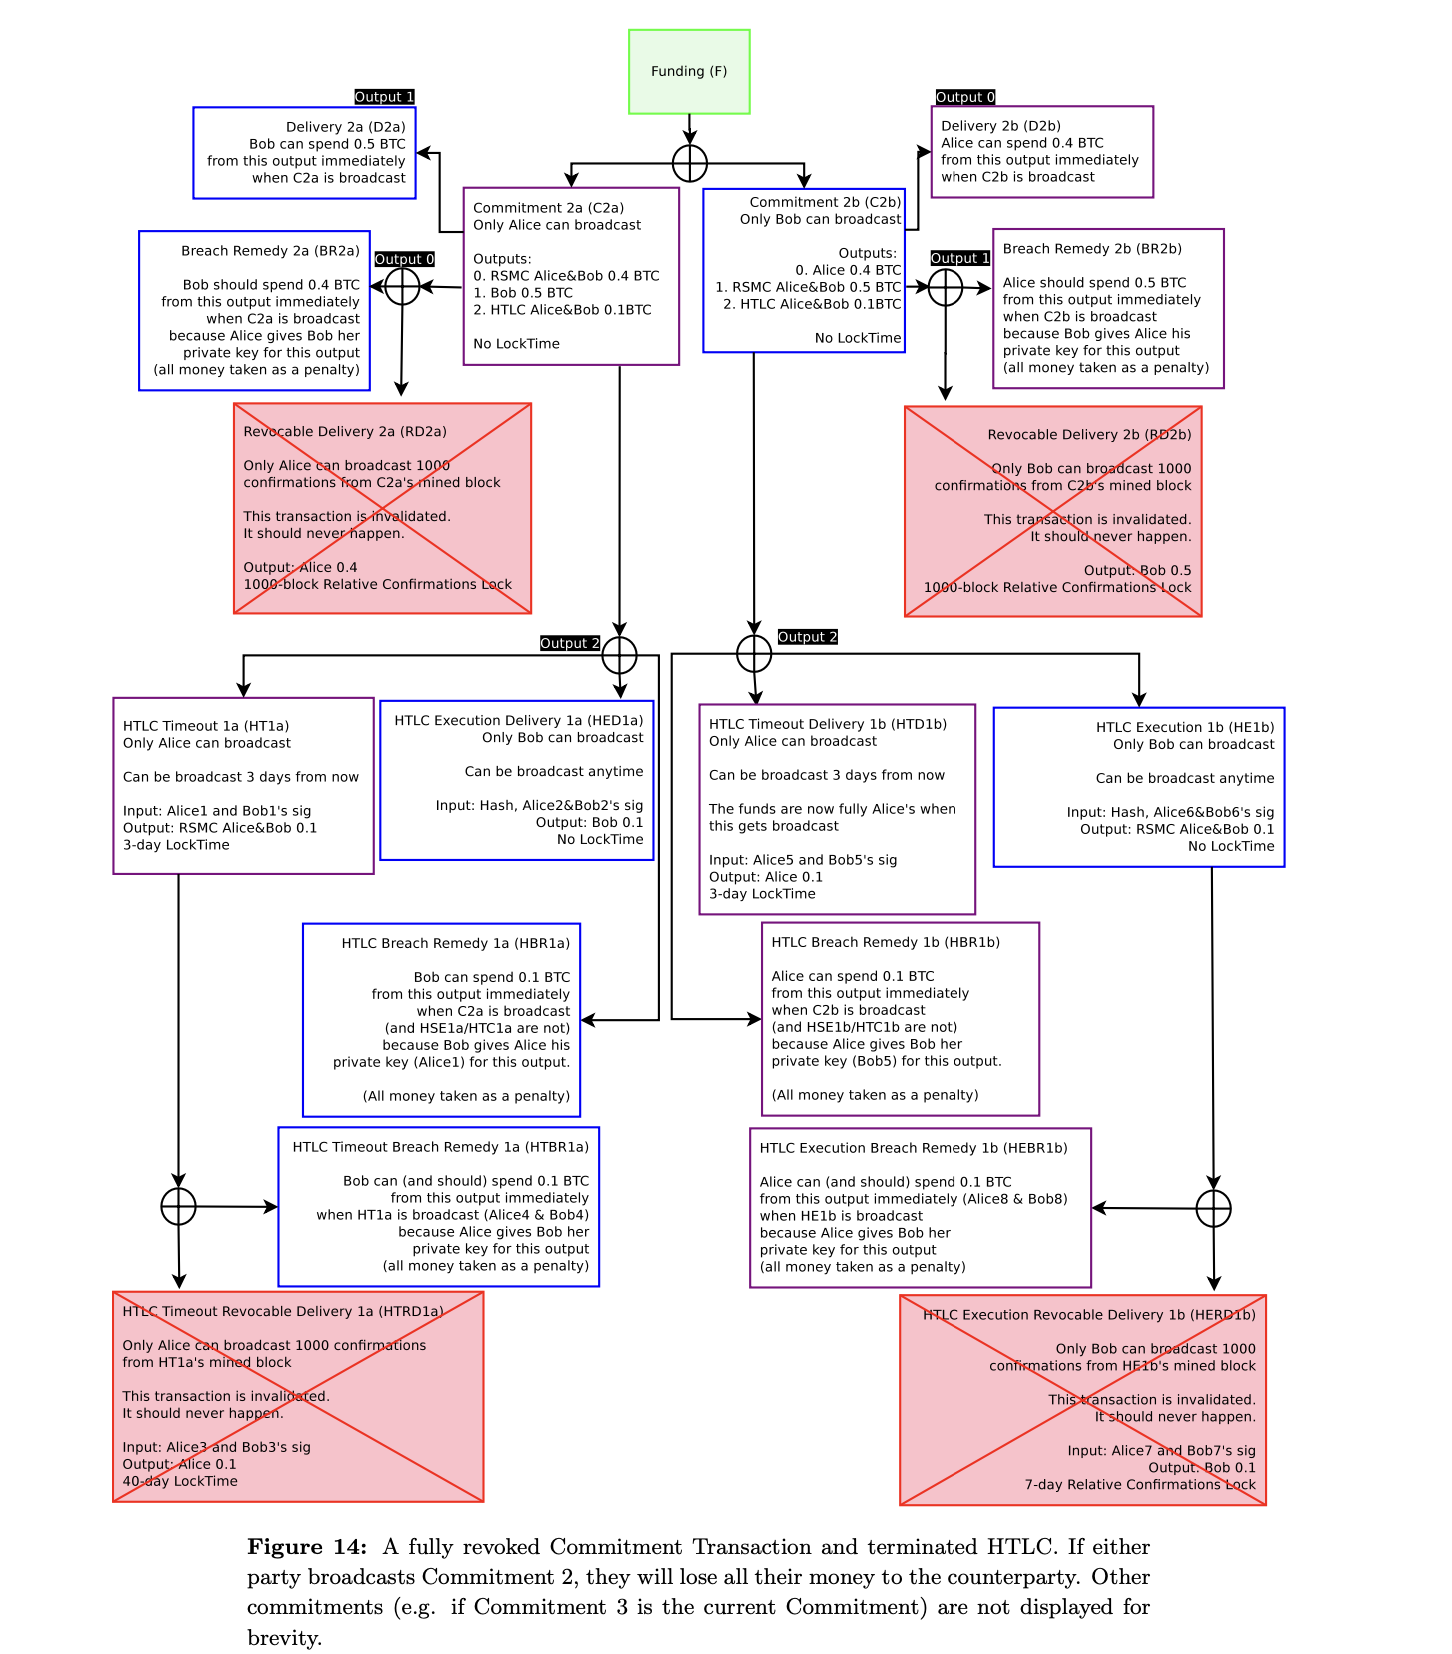 Funding (F)
Output 1
Delivery 2a (D2a)
Bob can spend 0.5 BTC
from this output immediately
when C2a is broadcast
Output 0
Delivery 2b (D2b)
Alice can spend 0.4 BTC
from this output immediately
when C2b is broadcast
Commitment 2a (C2a)
Only Alice can broadcast
Outputs:
0. RSMC Alice&Bob 0.4 BTC
1. Bob 0.5 BTC
2. HTLC Alice&Bob 0.1BTC
No LockTime
Commitment 2b (C2b)
Only Bob can broadcast
Outputs:
0. Alice 0.4 BTC
1. RSMC Alice&Bob 0.5 BTC
2. HTLC Alice&Bob 0.1BTC
No LockTime
Breach Remedy 2a (BR2a)
Bob should spend 0.4 BTC
from this output immediately
when C2a is broadcast
because Alice gives Bob her
private key for this output
(all money taken as a penalty)
Output 0
Output 1
Breach Remedy 2b (BR2b)
Alice should spend 0.5 BTC
from this output immediately
when C2b is broadcast
because Bob gives Alice his
private key for this output
(all money taken as a penalty)
Revocable Delivery 2a (RD2a)
Only Alice can broadcast 1000
confirmations from C2a's mined block
This transaction is invalidated.
It should never happen.
Output: Alice 0.4
1000-block Relative Confirmations Lock
Revocable Delivery 2b (RD2b)
Only Bob can broadcast 1000
confirmations from C2b's mined block
This transaction is invalidated.
It should never happen.
Output: Bob 0.5
1000-block Relative Confirmations Lock
Output 2
Output 2
HTLC Timeout 1a (HT1a)
Only Alice can broadcast
Can be broadcast 3 days from now
Input: Alice1 and Bob1's sig
Output: RSMC Alice&Bob 0.1
3-day LockTime
HTLC Execution Delivery 1a (HED1a)
Only Bob can broadcast
Can be broadcast anytime
Input: Hash, Alice2&Bob2's sig
Output: Bob 0.1
No LockTime
HTLC Timeout Delivery 1b (HTD1b)
Only Alice can broadcast
Can be broadcast 3 days from now
The funds are now fully Alice's when
this gets broadcast
Input: Alice5 and Bob5's sig
Output: Alice 0.1
3-day LockTime
HTLC Execution 1b (HE1b)
Only Bob can broadcast
Can be broadcast anytime
Input: Hash, Alice6&Bob6's sig
Output: RSMC Alice&Bob 0.1
No LockTime
HTLC Breach Remedy 1a (HBR1a)
Bob can spend 0.1 BTC
from this output immediately
when C2a is broadcast
(and HSE1a/HTC1a are not)
because Bob gives Alice his
private key (Alice1) for this output.
(All money taken as a penalty)
HTLC Breach Remedy 1b (HBR1b)
Alice can spend 0.1 BTC
from this output immediately
when C2b is broadcast
(and HSE1b/HTC1b are not)
because Alice gives Bob her
private key (Bob5) for this output.
(All money taken as a penalty)
HTLC Timeout Breach Remedy 1a (HTBR1a)
Bob can (and should) spend 0.1 BTC
from this output immediately
when HT1a is broadcast (Alice4 & Bob4)
because Alice gives Bob her
private key for this output
(all money taken as a penalty)
HTLC Execution Breach Remedy 1b (HEBR1b)
Alice can (and should) spend 0.1 BTC
from this output immediately (Alice8 & Bob8)
when HE1b is broadcast
because Alice gives Bob her
private key for this output
(all money taken as a penalty)
HTLC Timeout Revocable Delivery 1a (HTRD1a)
Only Alice can broadcast 1000 confirmations
from HT1a's mined block
This transaction is invalidated.
It should never happen.
Input: Alice3 and Bob3's sig
Output: Alice 0.1
40-day LockTime
HTLC Execution Revocable Delivery 1b (HERD1b)
Only Bob can broadcast 1000
confirmations from HE1b's mined block
This transaction is invalidated.
It should never happen.
Input: Alice7 and Bob7's sig
Output: Bob 0.1
7-day Relative Confirmations Lock
Figure 14: A fully revoked Commitment Transaction and terminated HTLC. If either
party broadcasts Commitment 2, they will lose all their money to the counterparty. Other
commitments (e.g. if Commitment 3 is the current Commitment) are not displayed for
brevity.